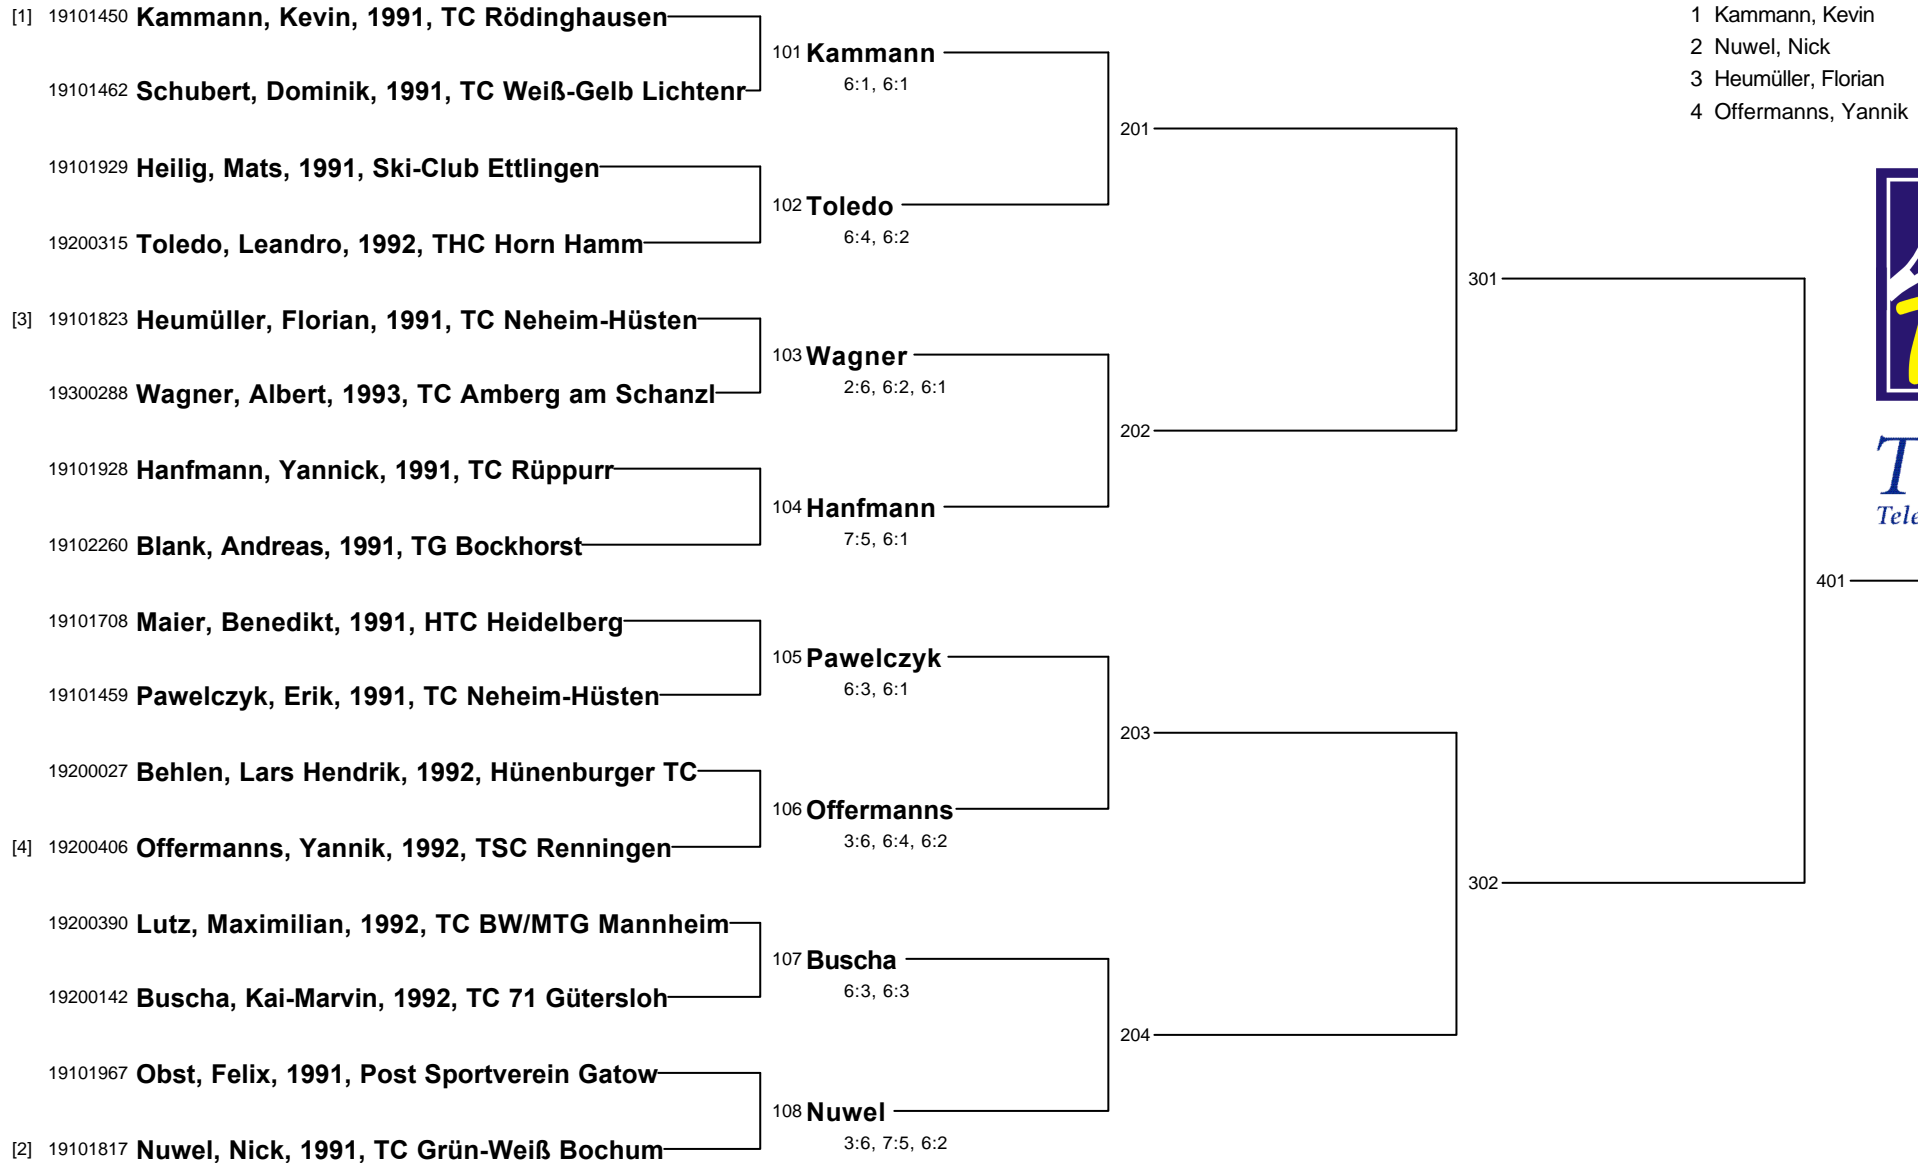 [1] 19101450 Kammann, Kevin, 1991, TC Rödinghausen
101 Kammann
6:1, 6:1
19101462 Schubert, Dominik, 1991, TC Weiß-Gelb Lichtenr
201
19101929 Heilig, Mats, 1991, Ski-Club Ettlingen
102 Toledo
6:4, 6:2
19200315 Toledo, Leandro, 1992, THC Horn Hamm
301
[3] 19101823 Heumüller, Florian, 1991, TC Neheim-Hüsten
103 Wagner
2:6, 6:2, 6:1
19300288 Wagner, Albert, 1993, TC Amberg am Schanzl
202
19101928 Hanfmann, Yannick, 1991, TC Rüppurr
104 Hanfmann
7:5, 6:1
19102260 Blank, Andreas, 1991, TG Bockhorst
401
19101708 Maier, Benedikt, 1991, HTC Heidelberg
105 Pawelczyk
6:3, 6:1
19101459 Pawelczyk, Erik, 1991, TC Neheim-Hüsten
203
19200027 Behlen, Lars Hendrik, 1992, Hünenburger TC
106 Offermanns
3:6, 6:4, 6:2
[4] 19200406 Offermanns, Yannik, 1992, TSC Renningen
302
19200390 Lutz, Maximilian, 1992, TC BW/MTG Mannheim
107 Buscha
6:3, 6:3
19200142 Buscha, Kai-Marvin, 1992, TC 71 Gütersloh
204
19101967 Obst, Felix, 1991, Post Sportverein Gatow
108 Nuwel
3:6, 7:5, 6:2
[2] 19101817 Nuwel, Nick, 1991, TC Grün-Weiß Bochum
1 Kammann, Kevin
2 Nuwel, Nick
3 Heumüller, Florian
4 Offermanns, Yannik
T
Tele